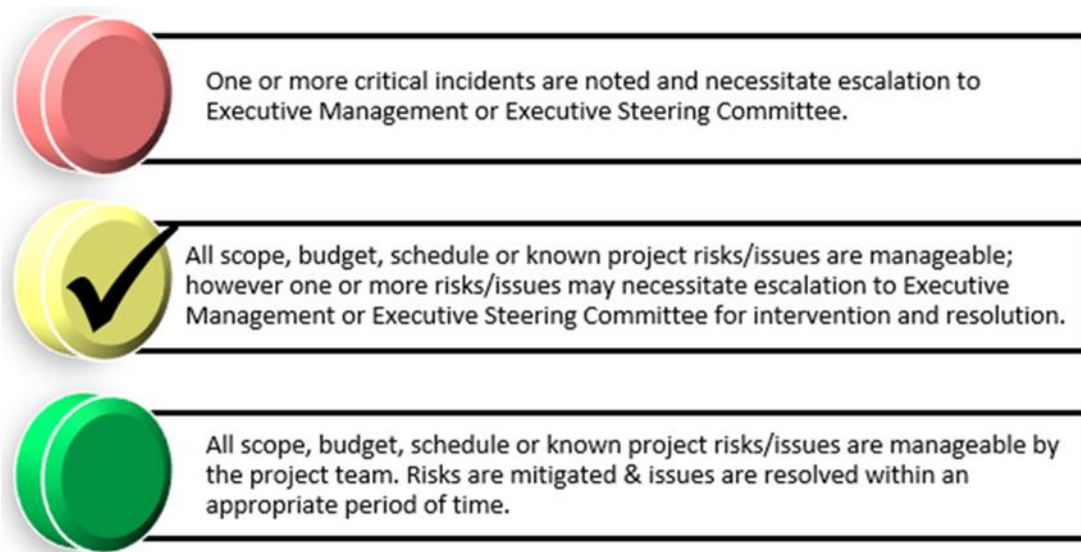 One or more critical incidents are noted and necessitate escalation to
Executive Management or Executive Steering Committee.
All scope, budget, schedule or known project risks/issues are manageable;
however one or more risks/issues may necessitate escalation to Executive
Management or Executive Steering Committee for intervention and resolution.
All scope, budget, schedule or known project risks/issues are manageable by
the project team. Risks are mitigated & issues are resolved within an
appropriate period of time.